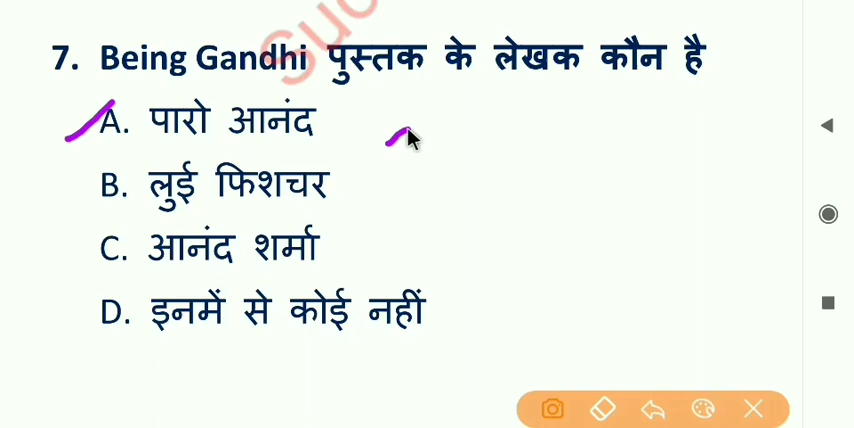 7. Being Gandhi पुस्तक के लेखक कौन है
A. पारो आनंद
B. लुई फिशचर
C. आनंद शर्मा
D. इनमें से कोई नहीं